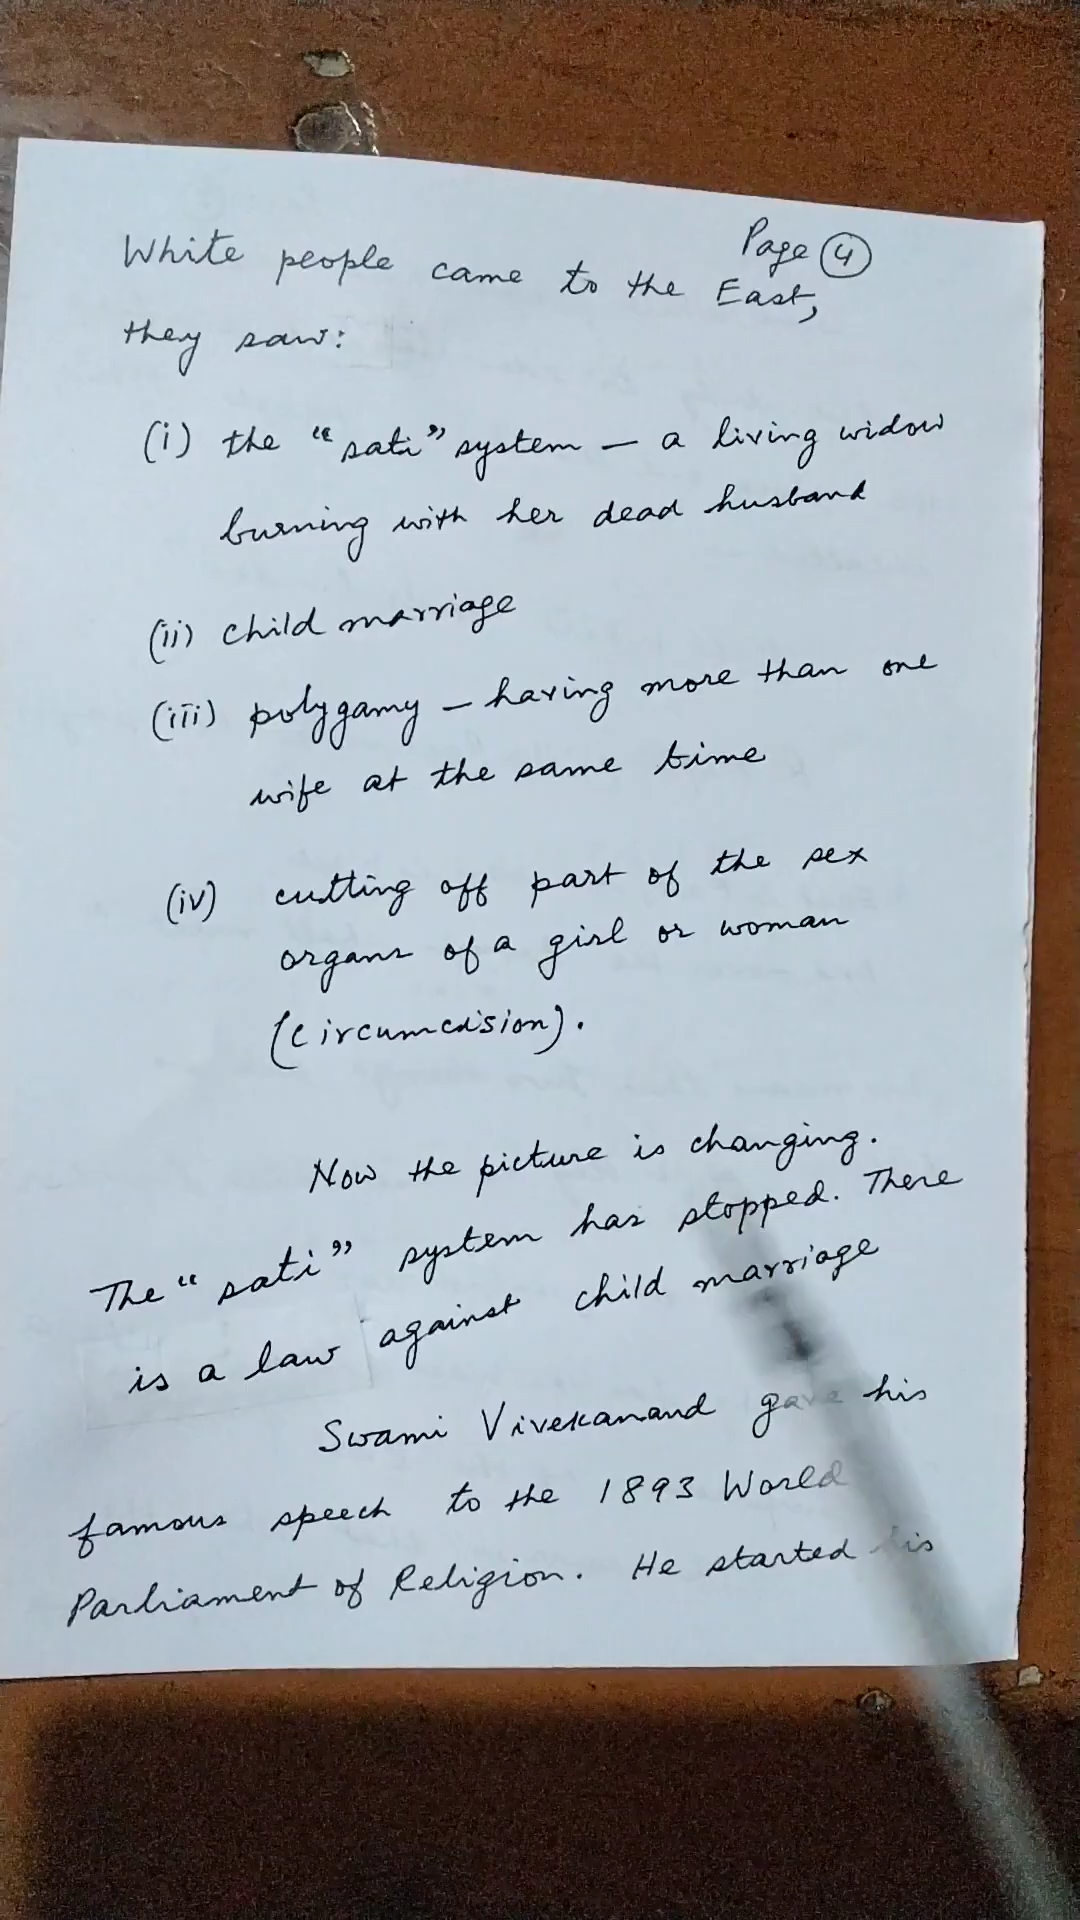 Page 4
White people came to the East,
they saw:
(i) the "sati" system — a living widow
burning with her dead husband
(ii) child marriage
(iii) polygamy — having more than one
wife at the same time
(iv) cutting off part of the sex
organs of a girl or woman
(Circumcision).
Now the picture is changing.
The "sati" system has stopped. There
is a law against child marriage
Swami Vivekanand gave his
famous speech to the 1893 World
Parliament of Religion. He started his